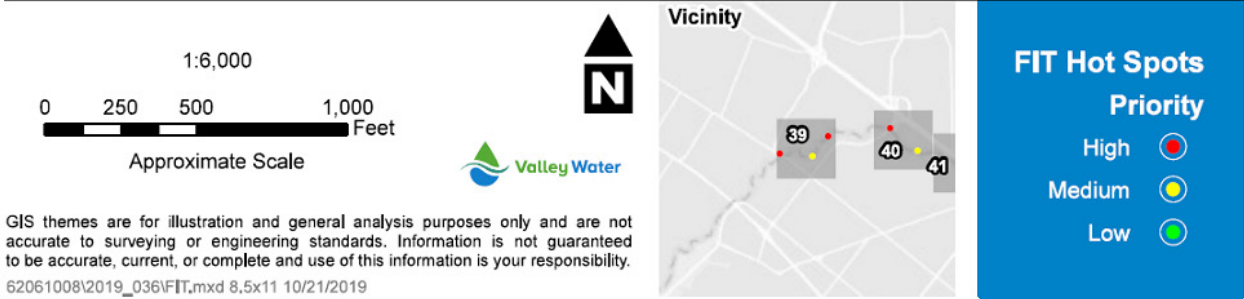 1:6,000
0 250 500 1,000
Feet
Approximate Scale
N
Valley Water
GIS themes are for illustration and general analysis purposes only and are not
accurate to surveying or engineering standards. Information is not guaranteed
to be accurate, current, or complete and use of this information is your responsibility.
62061008\2019_036\FIT.mxd 8.5x11 10/21/2019
Vicinity
39
40
41
FIT Hot Spots
Priority
High
Medium
Low